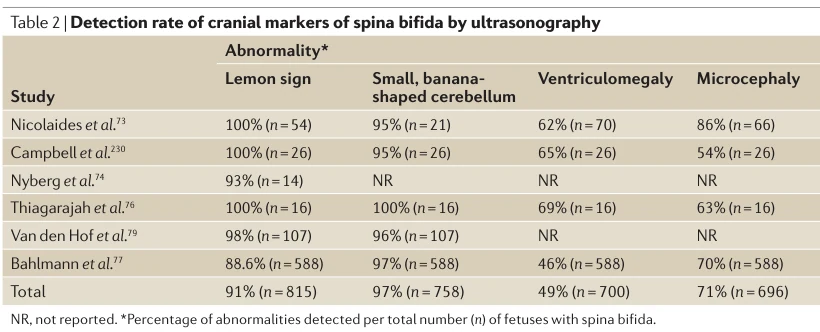 Table 2 | Detection rate of cranial markers of spina bifida by ultrasonography
Abnormality*
Study Lemon sign Small, banana-shaped cerebellum Ventriculomegaly Microcephaly
Nicolaides et al.73 100% (n = 54) 95% (n = 21) 62% (n = 70) 86% (n = 66)
Campbell et al.230 100% (n = 26) 95% (n = 26) 65% (n = 26) 54% (n = 26)
Nyberg et al.74 93% (n = 14) NR NR NR
Thiagarajah et al.76 100% (n = 16) 100% (n = 16) 69% (n = 16) 63% (n = 16)
Van den Hof et al.79 98% (n = 107) 96% (n = 107) NR NR
Bahlmann et al.77 88.6% (n = 588) 97% (n = 588) 46% (n = 588) 70% (n = 588)
Total 91% (n = 815) 97% (n = 758) 49% (n = 700) 71% (n = 696)
NR, not reported. *Percentage of abnormalities detected per total number (n) of fetuses with spina bifida.